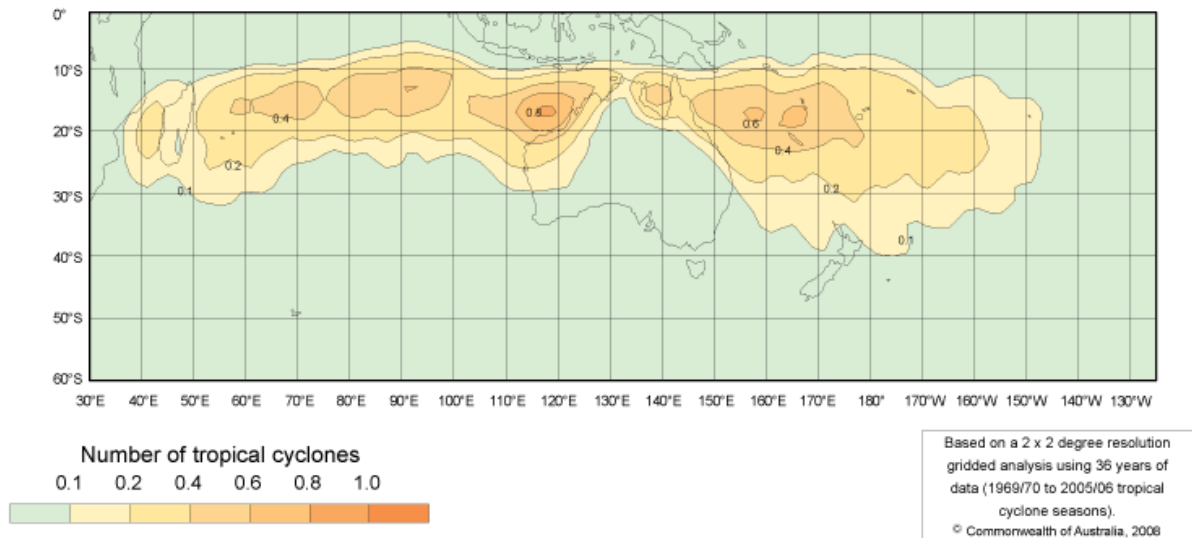 0°
10°S
20°S
30°S
40°S
50°S
60°S
0.8
0.4
0.6
0.4
0.2
0.1
0.2
0.1
30°E 40°E 50°E 60°E 70°E 80°E 90°E 100°E 110°E 120°E 130°E 140°E 150°E 160°E 170°E 180° 170°W 160°W 150°W 140°W 130°W
Number of tropical cyclones
0.1 0.2 0.4 0.6 0.8 1.0
Based on a 2 x 2 degree resolution
gridded analysis using 36 years of
data (1969/70 to 2005/06 tropical
cyclone seasons).
© Commonwealth of Australia, 2008